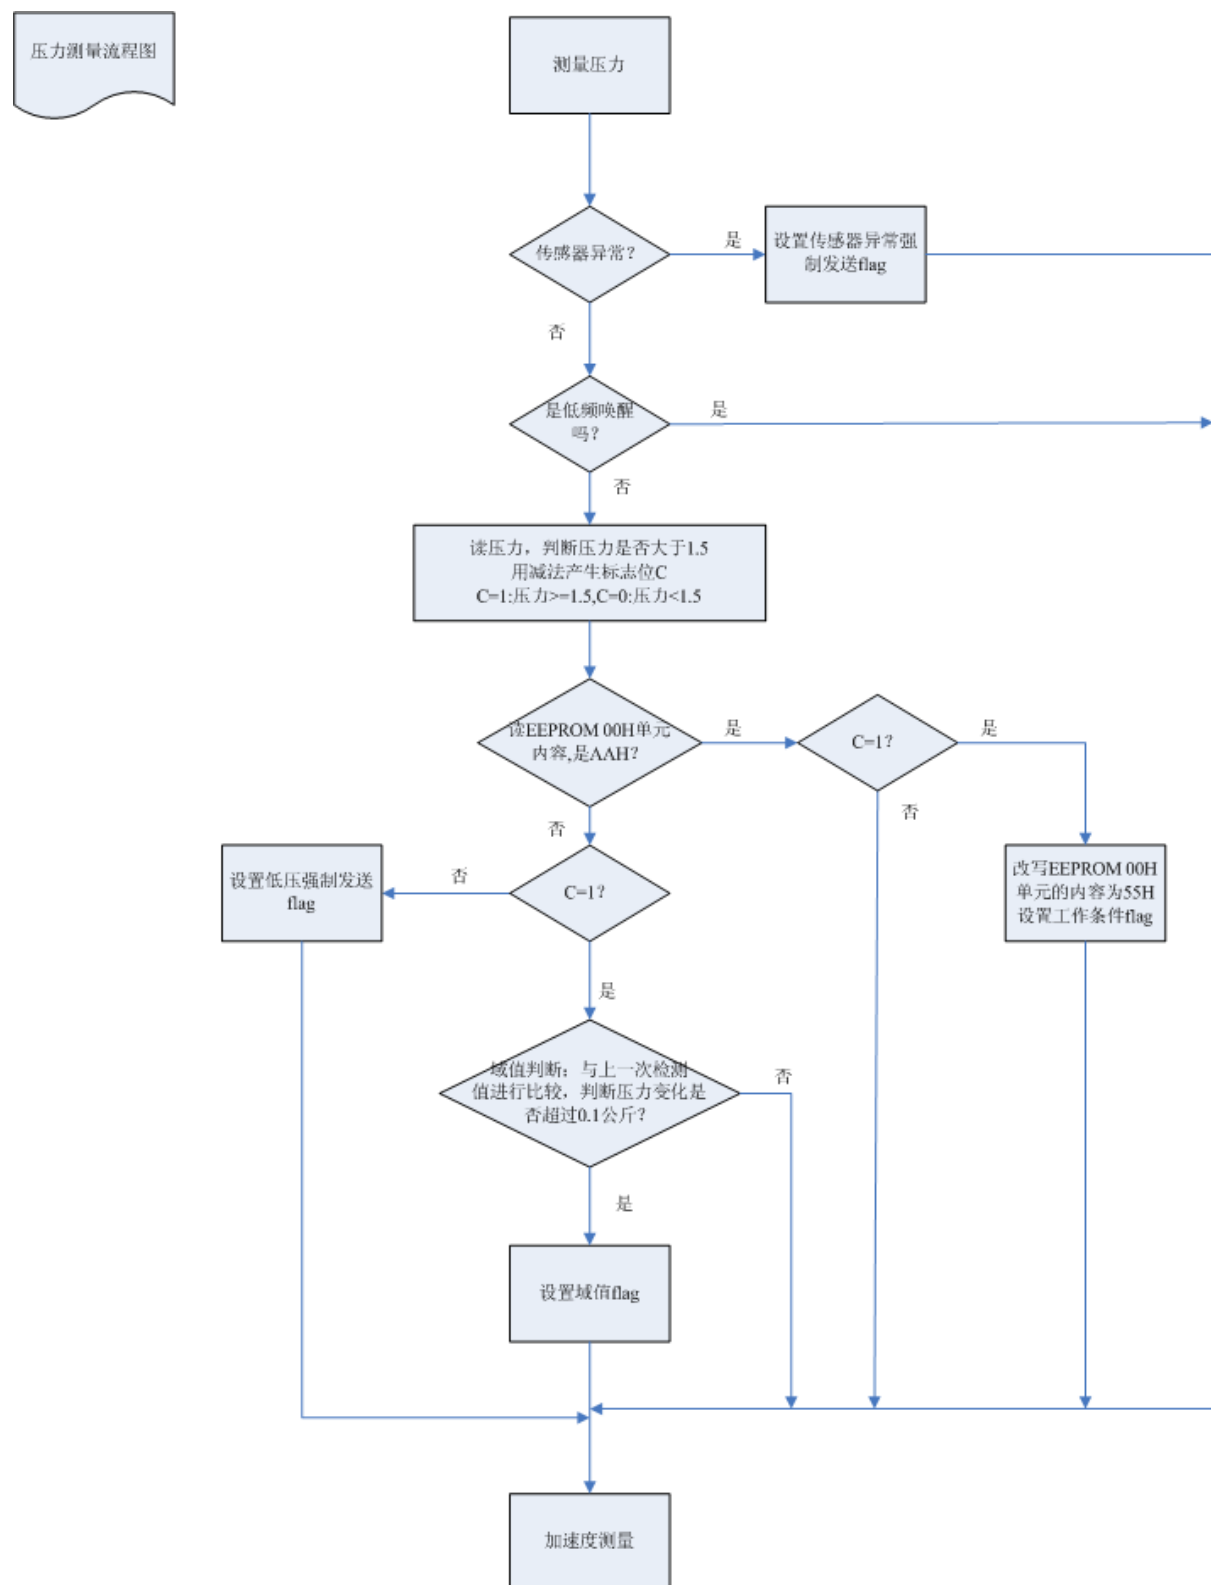 压力测量流程图
测量压力
传感器异常?
是
设置传感器异常强
制发送flag
否
是低频唤醒
吗?
是
否
读压力，判断压力是否大于1.5
用减法产生标志位C
C=1:压力>=1.5,C=0:压力<1.5
读EEPROM 00H单元
内容,是AAH?
是
C=1?
是
否
否
改写EEPROM 00H
单元的内容为55H
设置工作条件flag
设置低压强制发送
flag
否
C=1?
是
域值判断；与上一次检测
值进行比较，判断压力变化是
否超过0.1公斤?
否
是
设置域值flag
加速度测量